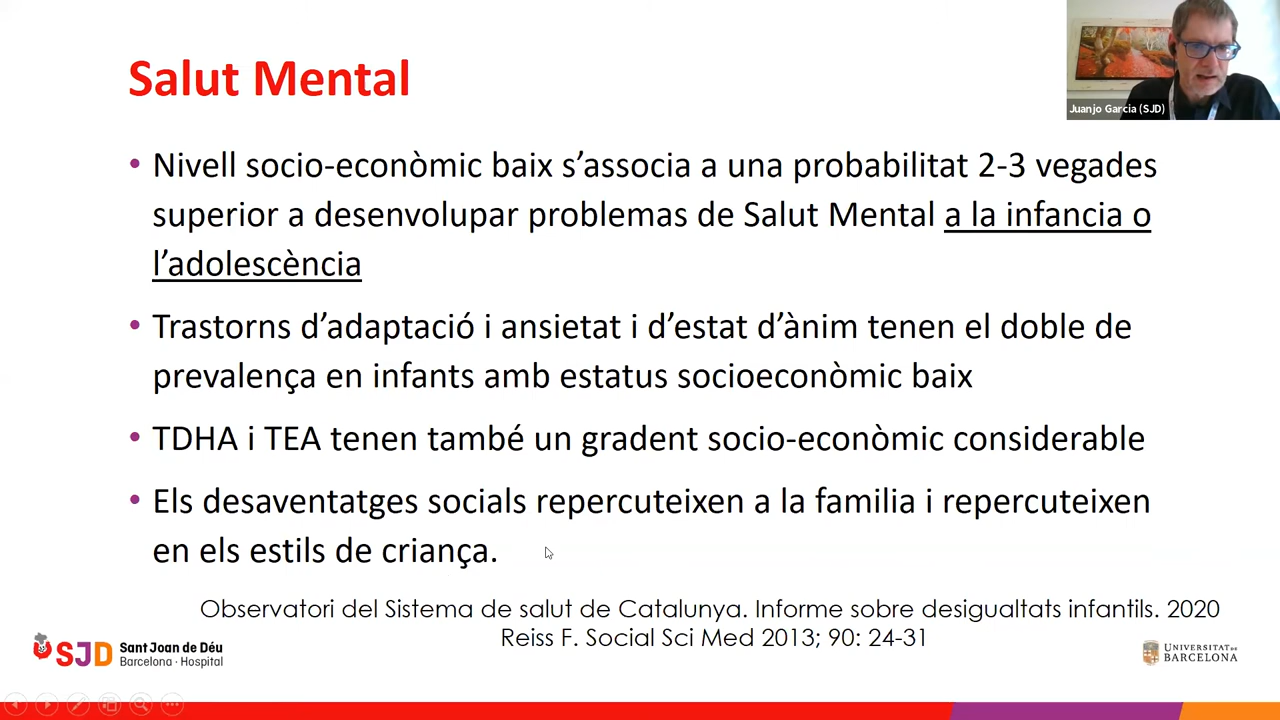 Salut Mental
Juanjo Garcia (SJD)
• Nivell socio-econòmic baix s’associa a una probabilitat 2-3 vegades
superior a desenvolupar problemas de Salut Mental a la infancia o
l’adolescència
• Trastorns d’adaptació i ansietat i d’estat d’ànim tenen el doble de
prevalença en infants amb estatus socioeconòmic baix
• TDHA i TEA tenen també un gradent socio-econòmic considerable
• Els desaventatges socials repercuteixen a la familia i repercuteixen
en els estils de criança.
Observatori del Sistema de salut de Catalunya. Informe sobre desigualtats infantils. 2020
Reiss F. Social Sci Med 2013; 90: 24-31
SJD Sant Joan de Déu
Barcelona · Hospital
UNIVERSITAT DE
BARCELONA